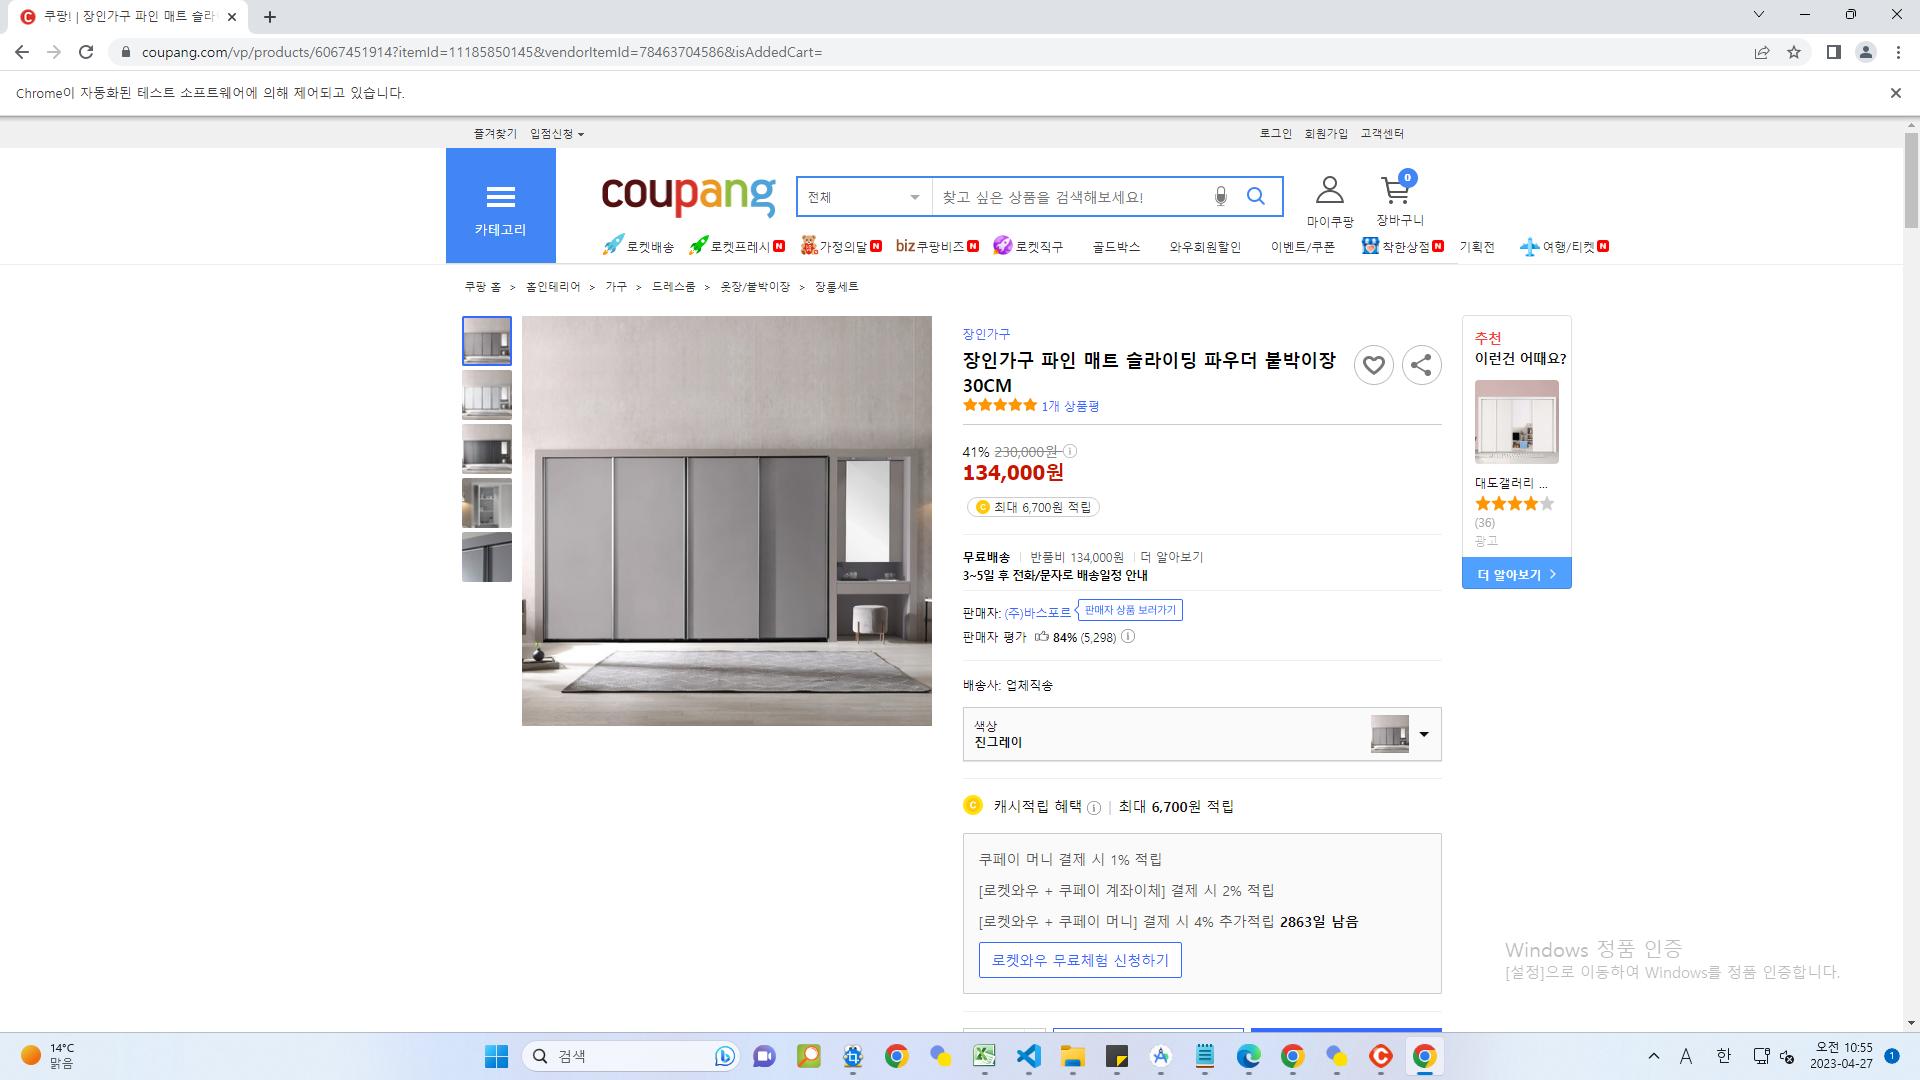 쿠팡! | 장인가구 파인 매트 슬라
coupang.com/vp/products/6067451914?itemId=11185850145&vendorItemId=78463704586&isAddedCart=
Chrome이 자동화된 테스트 소프트웨어에 의해 제어되고 있습니다.
즐겨찾기 입점신청 로그인 회원가입 고객센터
카테고리
coupang
전체 찾고 싶은 상품을 검색해보세요!
마이쿠팡
0
장바구니
로켓배송 로켓프레시 N 가정의달 N biz 쿠팡비즈 N 로켓직구 골드박스 와우회원할인 이벤트/쿠폰 착한상점 N 기획전 여행/티켓 N
쿠팡 홈 > 홈인테리어 > 가구 > 드레스룸 > 옷장/붙박이장 > 장롱세트
장인가구
장인가구 파인 매트 슬라이딩 파우더 붙박이장
30CM
1개 상품평
41% 230,000원
134,000원
최대 6,700원 적립
무료배송 반품비 134,000원 더 알아보기
3~5일 후 전화/문자로 배송일정 안내
판매자: (주)바스포르 판매자 상품 보러가기
판매자 평가 84% (5,298)
배송사: 업체직송
색상
진그레이
캐시적립 혜택 | 최대 6,700원 적립
쿠페이 머니 결제 시 1% 적립
[로켓와우 + 쿠페이 계좌이체] 결제 시 2% 적립
[로켓와우 + 쿠페이 머니] 결제 시 4% 추가적립 2863일 남음
로켓와우 무료체험 신청하기
추천
이런건 어때요?
대도갤러리 ...
(36)
광고
더 알아보기 >
Windows 정품 인증
[설정]으로 이동하여 Windows를 정품 인증합니다.
14°C
맑음
검색
A 한
오전 10:55
2023-04-27
1